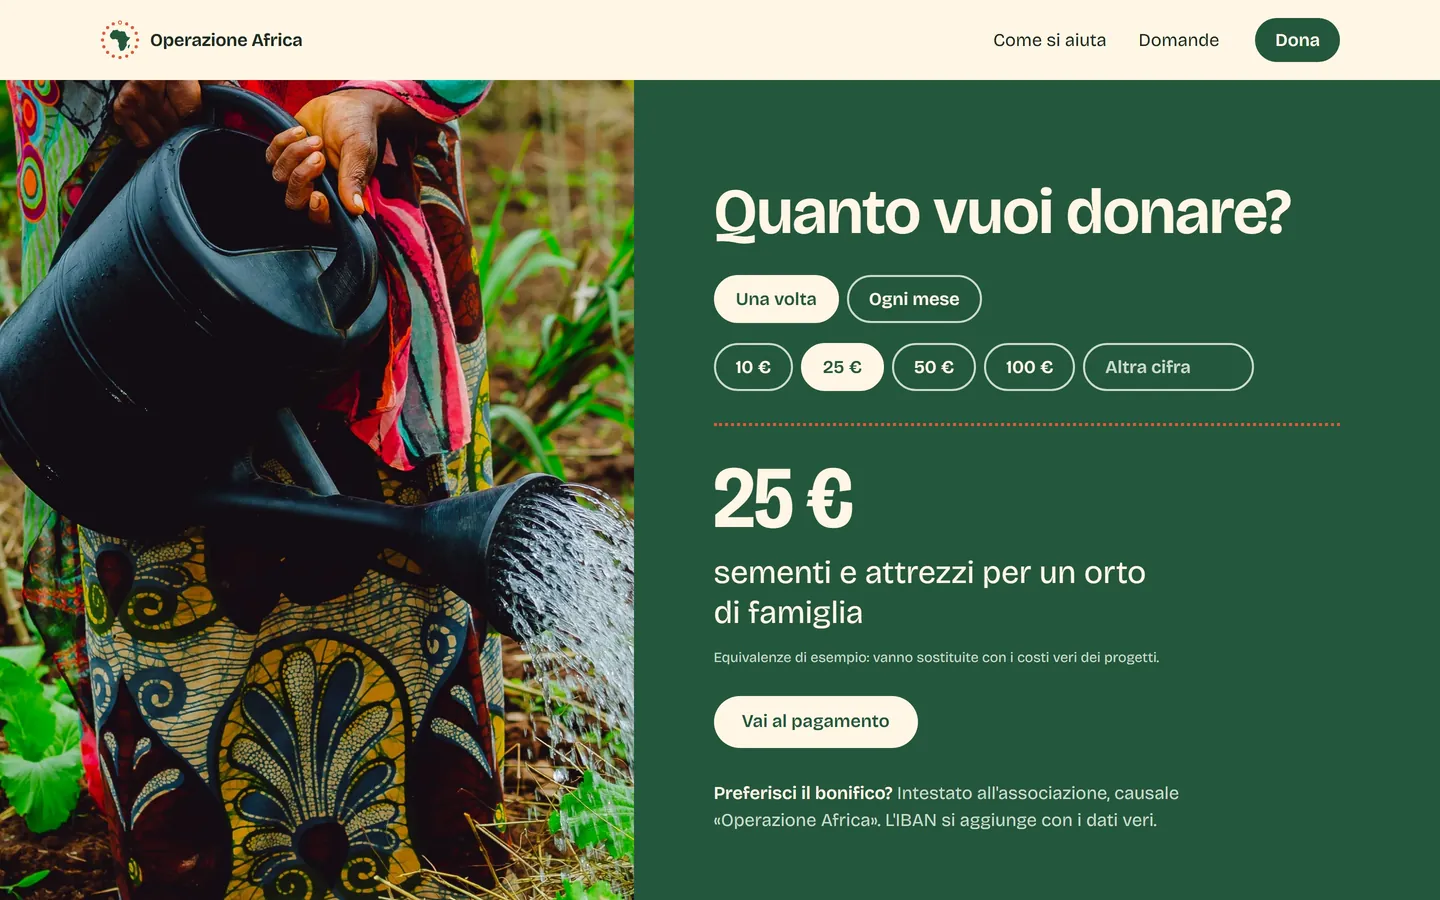 Operazione Africa
Come si aiuta
Domande
Dona
Quanto vuoi donare?
Una volta
Ogni mese
10 €
25 €
50 €
100 €
Altra cifra
25 €
sementi e attrezzi per un orto
di famiglia
Equivalenze di esempio: vanno sostituite con i costi veri dei progetti.
Vai al pagamento
Preferisci il bonifico? Intestato all'associazione, causale
«Operazione Africa». L'IBAN si aggiunge con i dati veri.